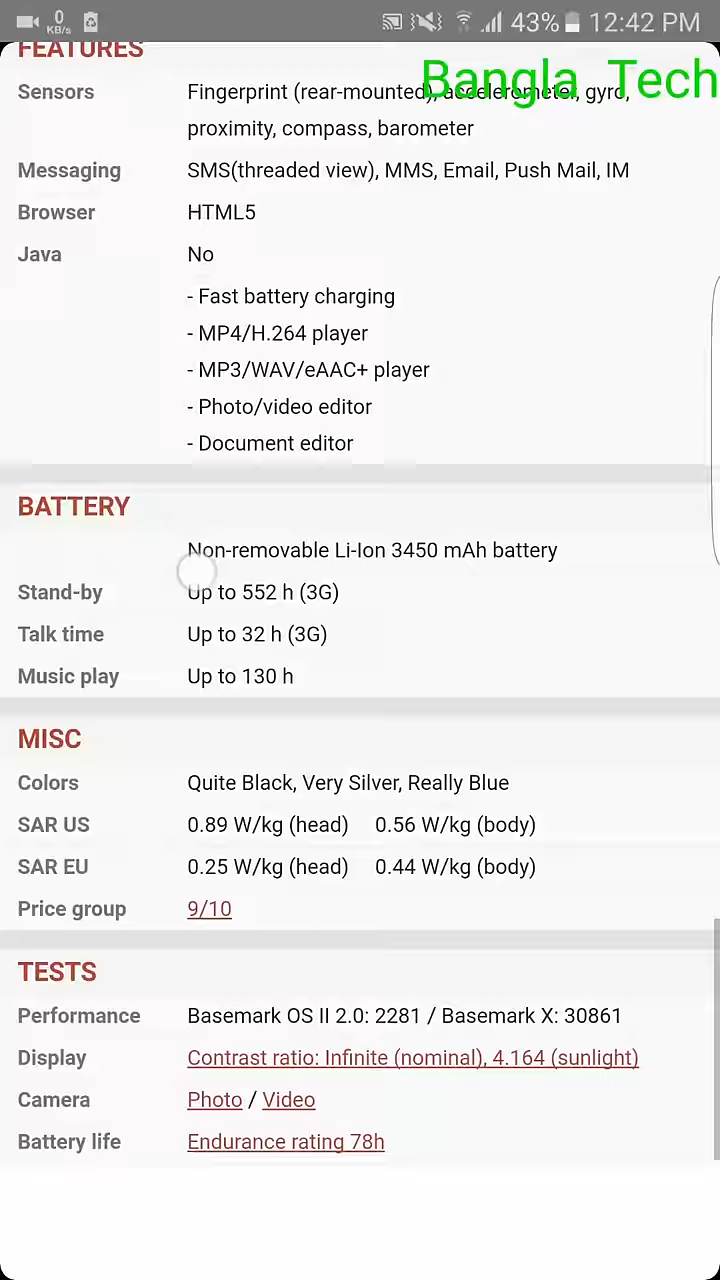 0 KB/s 43% 12:42 PM
FEATURES
Bangla Tech
Sensors Fingerprint (rear-mounted), accelerometer, gyro,
proximity, compass, barometer
Messaging SMS(threaded view), MMS, Email, Push Mail, IM
Browser HTML5
Java No
- Fast battery charging
- MP4/H.264 player
- MP3/WAV/eAAC+ player
- Photo/video editor
- Document editor
BATTERY
Non-removable Li-Ion 3450 mAh battery
Stand-by Up to 552 h (3G)
Talk time Up to 32 h (3G)
Music play Up to 130 h
MISC
Colors Quite Black, Very Silver, Really Blue
SAR US 0.89 W/kg (head) 0.56 W/kg (body)
SAR EU 0.25 W/kg (head) 0.44 W/kg (body)
Price group 9/10
TESTS
Performance Basemark OS II 2.0: 2281 / Basemark X: 30861
Display Contrast ratio: Infinite (nominal), 4.164 (sunlight)
Camera Photo / Video
Battery life Endurance rating 78h